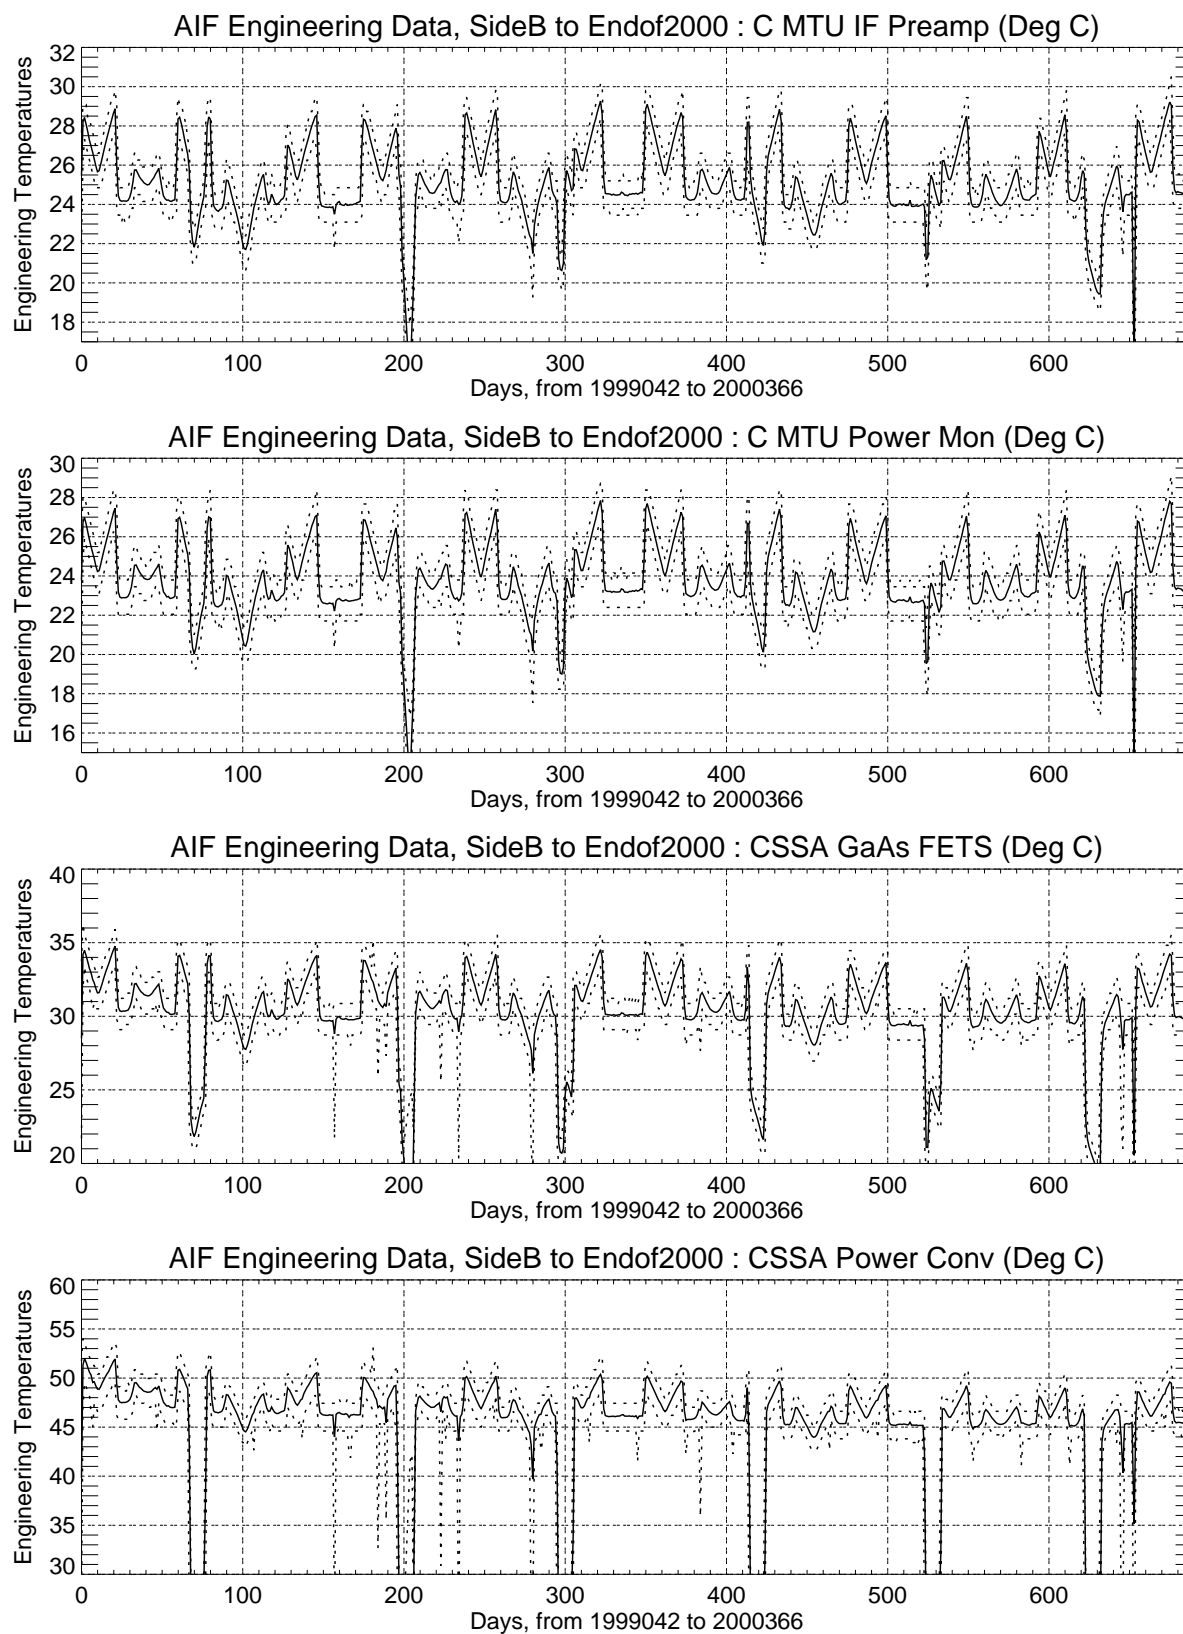 AIF Engineering Data, SideB to Endof2000 : C MTU IF Preamp (Deg C)
Engineering Temperatures
32
30
28
26
24
22
20
18
0 100 200 300 400 500 600
Days, from 1999042 to 2000366
AIF Engineering Data, SideB to Endof2000 : C MTU Power Mon (Deg C)
Engineering Temperatures
30
28
26
24
22
20
18
16
0 100 200 300 400 500 600
Days, from 1999042 to 2000366
AIF Engineering Data, SideB to Endof2000 : CSSA GaAs FETS (Deg C)
Engineering Temperatures
40
35
30
25
20
0 100 200 300 400 500 600
Days, from 1999042 to 2000366
AIF Engineering Data, SideB to Endof2000 : CSSA Power Conv (Deg C)
Engineering Temperatures
60
55
50
45
40
35
30
0 100 200 300 400 500 600
Days, from 1999042 to 2000366